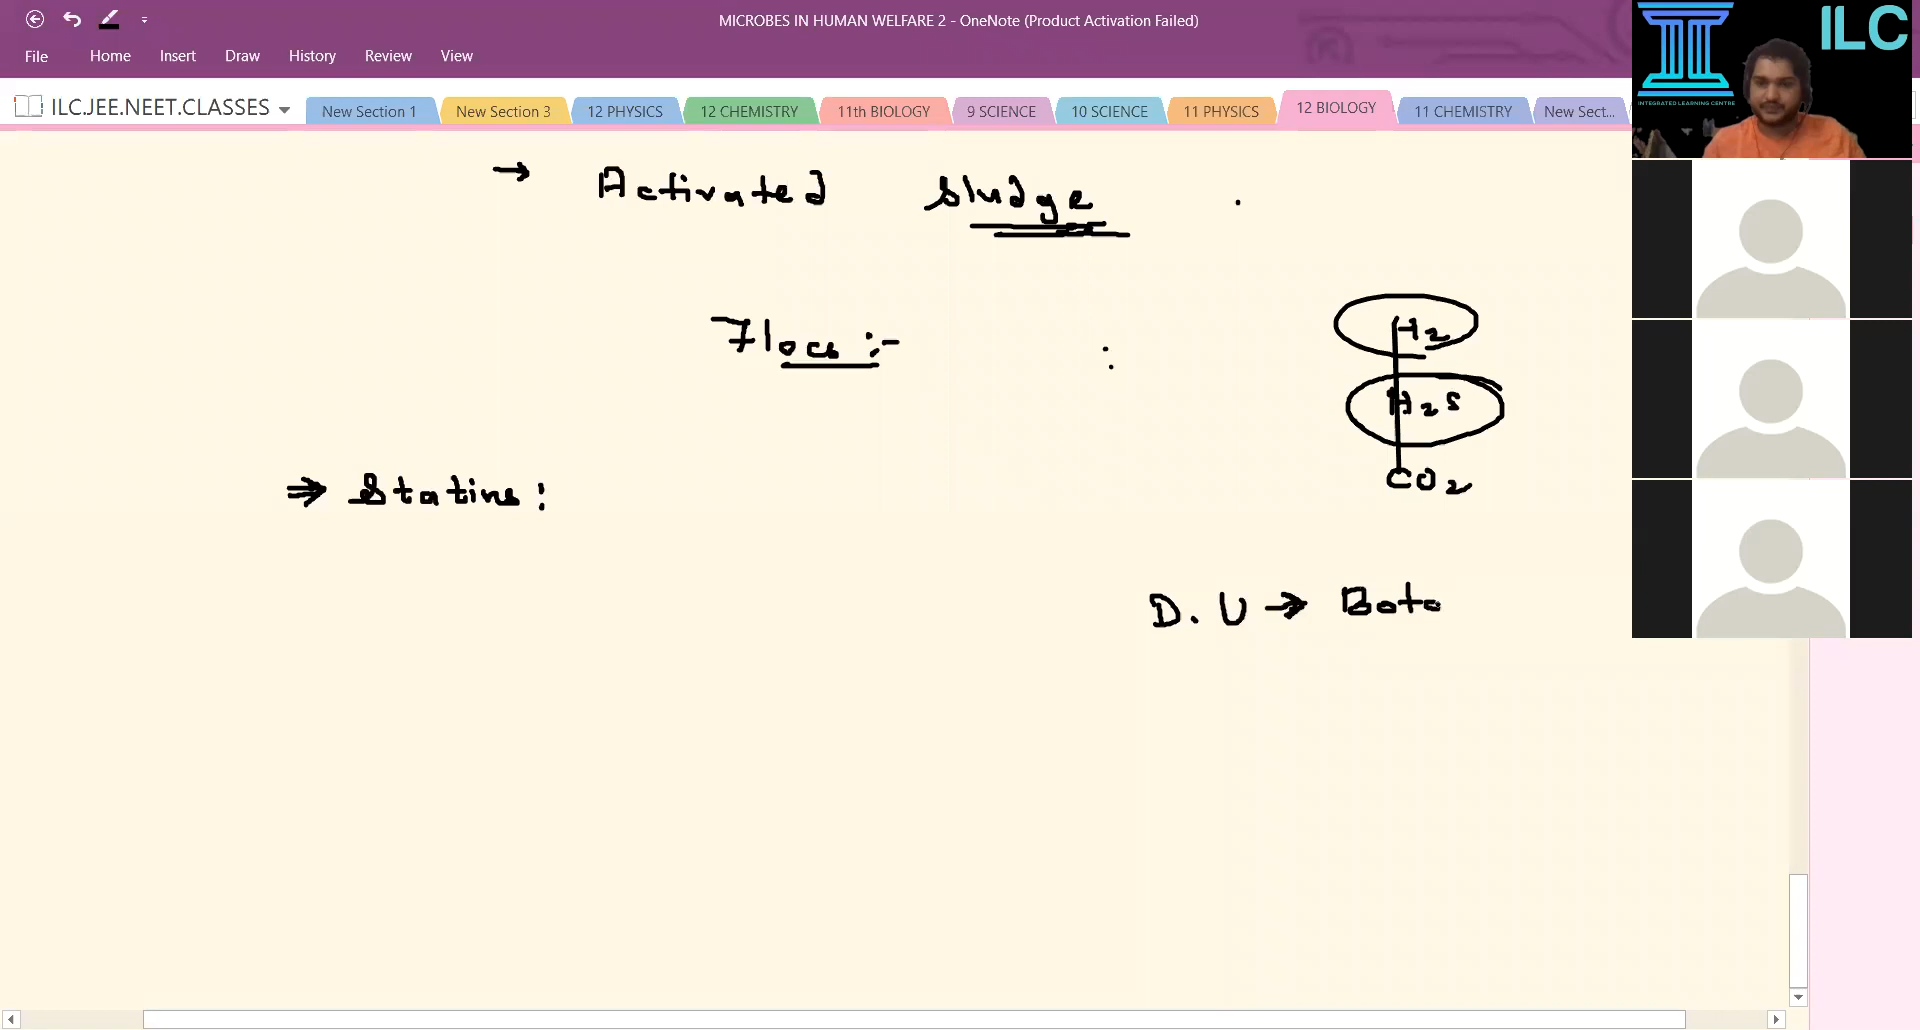 MICROBES IN HUMAN WELFARE 2 - OneNote (Product Activation Failed)
ILC
INTEGRATED LEARNING CENTRE
File Home Insert Draw History Review View
ILC.JEE.NEET.CLASSES New Section 1 New Section 3 12 PHYSICS 12 CHEMISTRY 11th BIOLOGY 9 SCIENCE 10 SCIENCE 11 PHYSICS 12 BIOLOGY 11 CHEMISTRY New Sect...
→ Activated sludge .
Flocs :-
H2
H2S
CO2
⇒ Statins :
D. U → Bota